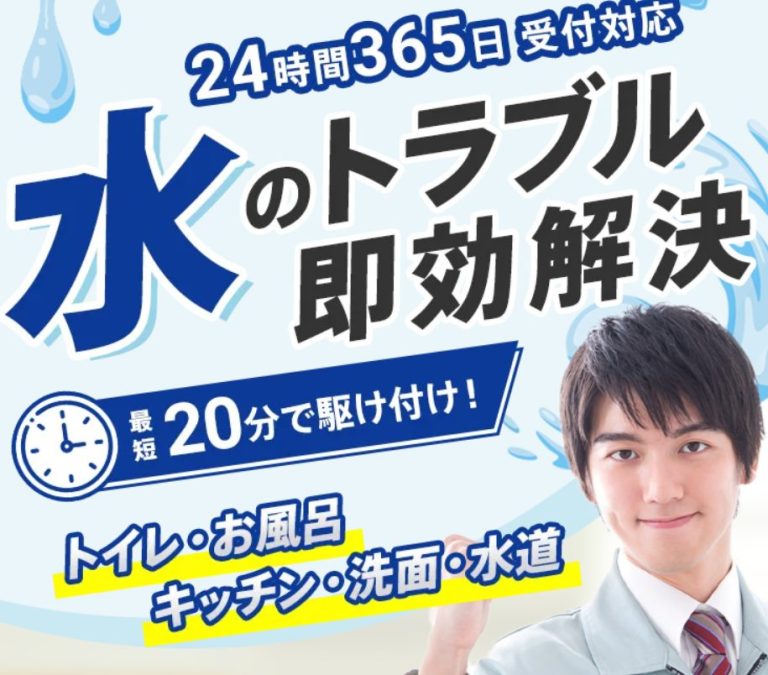 24時間365日 受付対応
水のトラブル
即効解決
最短 20分で駆け付け!
トイレ・お風呂
キッチン・洗面・水道